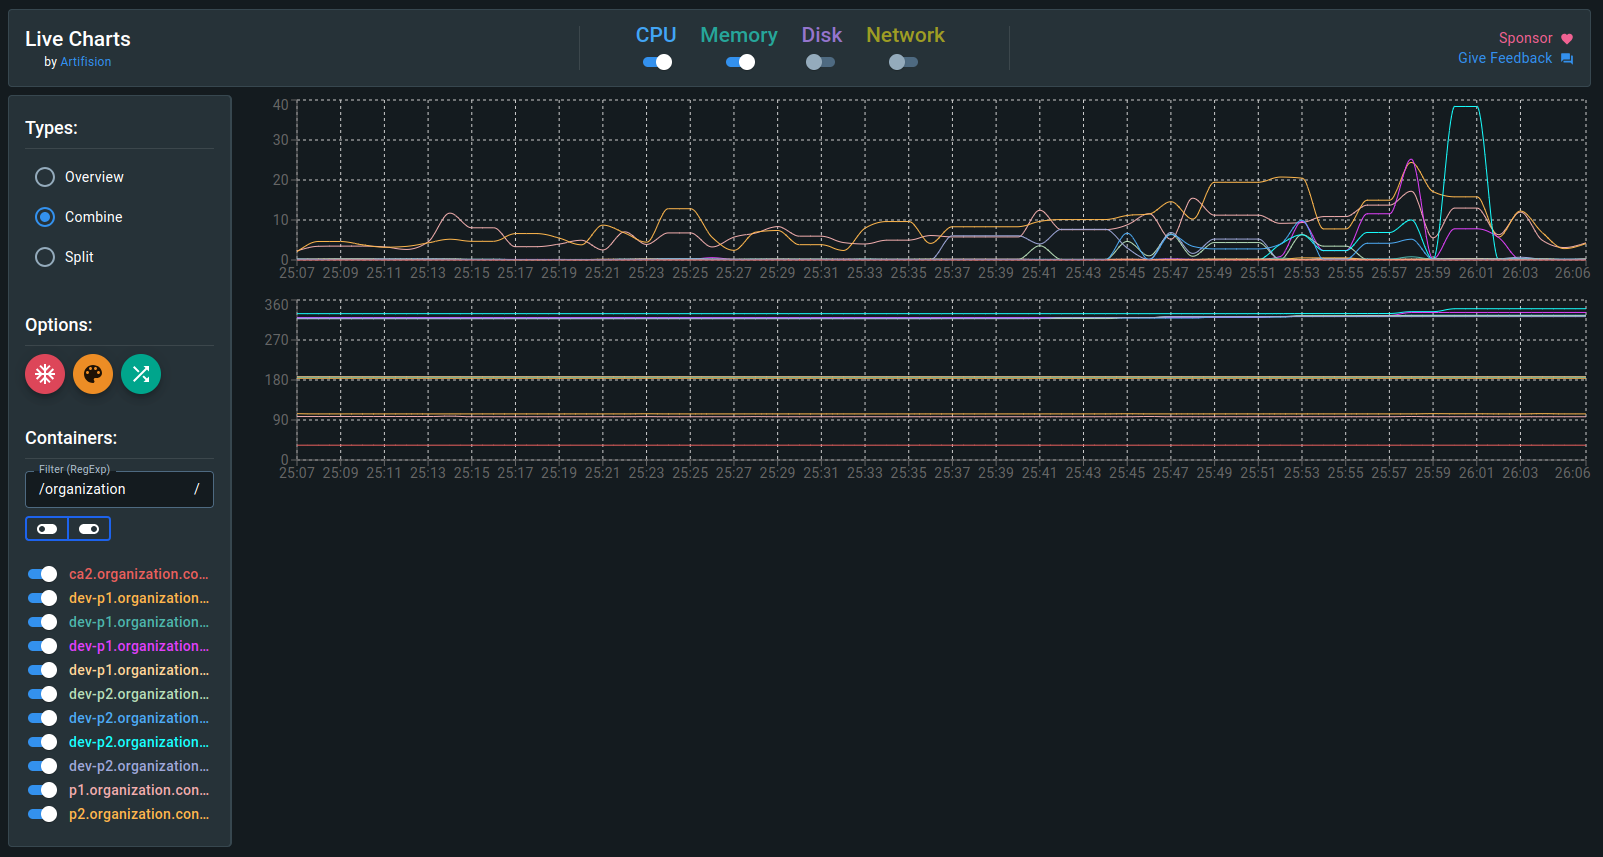 Live Charts
by Artifision
CPU Memory Disk Network
Sponsor
Give Feedback
Types:
Overview
Combine
Split
Options:
Containers:
Filter (RegExp)
/organization /
ca2.organization.co...
dev-p1.organization...
dev-p1.organization...
dev-p1.organization...
dev-p1.organization...
dev-p2.organization...
dev-p2.organization...
dev-p2.organization...
dev-p2.organization...
p1.organization.con...
p2.organization.con...
40
30
20
10
0
25:07 25:09 25:11 25:13 25:15 25:17 25:19 25:21 25:23 25:25 25:27 25:29 25:31 25:33 25:35 25:37 25:39 25:41 25:43 25:45 25:47 25:49 25:51 25:53 25:55 25:57 25:59 26:01 26:03 26:06
360
270
180
90
0
25:07 25:09 25:11 25:13 25:15 25:17 25:19 25:21 25:23 25:25 25:27 25:29 25:31 25:33 25:35 25:37 25:39 25:41 25:43 25:45 25:47 25:49 25:51 25:53 25:55 25:57 25:59 26:01 26:03 26:06